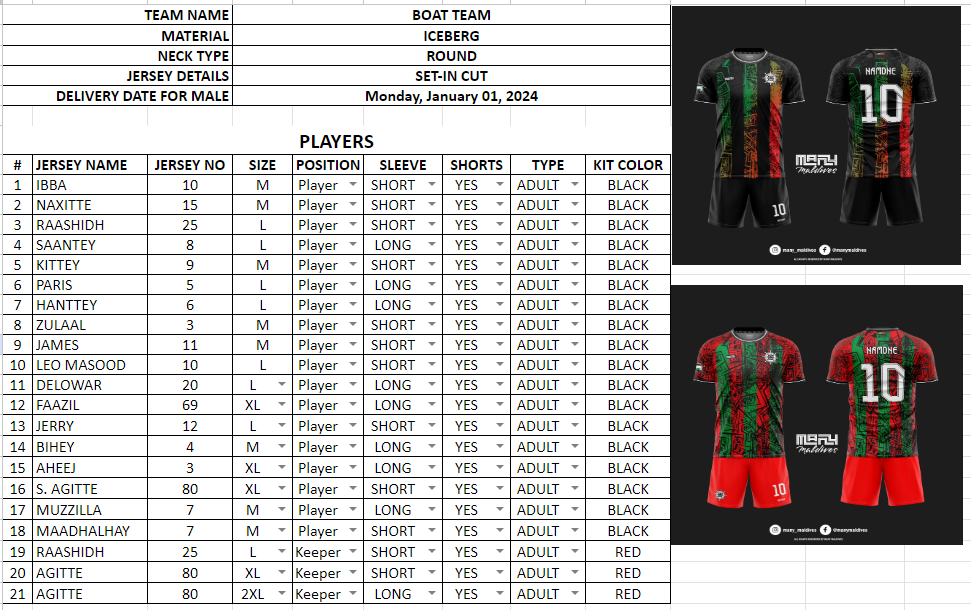 TEAM NAME BOAT TEAM
MATERIAL ICEBERG
NECK TYPE ROUND
JERSEY DETAILS SET-IN CUT
DELIVERY DATE FOR MALE Monday, January 01, 2024
PLAYERS
# JERSEY NAME JERSEY NO SIZE POSITION SLEEVE SHORTS TYPE KIT COLOR
1 IBBA 10 M Player SHORT YES ADULT BLACK
2 NAXITTE 15 M Player SHORT YES ADULT BLACK
3 RAASHIDH 25 L Player SHORT YES ADULT BLACK
4 SAANTEY 8 L Player LONG YES ADULT BLACK
5 KITTEY 9 M Player SHORT YES ADULT BLACK
6 PARIS 5 L Player LONG YES ADULT BLACK
7 HANTTEY 6 L Player LONG YES ADULT BLACK
8 ZULAAL 3 M Player SHORT YES ADULT BLACK
9 JAMES 11 M Player SHORT YES ADULT BLACK
10 LEO MASOOD 10 L Player SHORT YES ADULT BLACK
11 DELOWAR 20 L Player LONG YES ADULT BLACK
12 FAAZIL 69 XL Player LONG YES ADULT BLACK
13 JERRY 12 L Player SHORT YES ADULT BLACK
14 BIHEY 4 M Player LONG YES ADULT BLACK
15 AHEEJ 3 XL Player LONG YES ADULT BLACK
16 S. AGITTE 80 XL Player SHORT YES ADULT BLACK
17 MUZZILLA 7 M Player LONG YES ADULT BLACK
18 MAADHALHAY 7 M Player SHORT YES ADULT BLACK
19 RAASHIDH 25 L Keeper SHORT YES ADULT RED
20 AGITTE 80 XL Keeper SHORT YES ADULT RED
21 AGITTE 80 2XL Keeper LONG YES ADULT RED
NAMONE
10
MANY
Maldives
10
many_maldives @manymaldives
NAMONE
10
MANY
Maldives
10
many_maldives @manymaldives